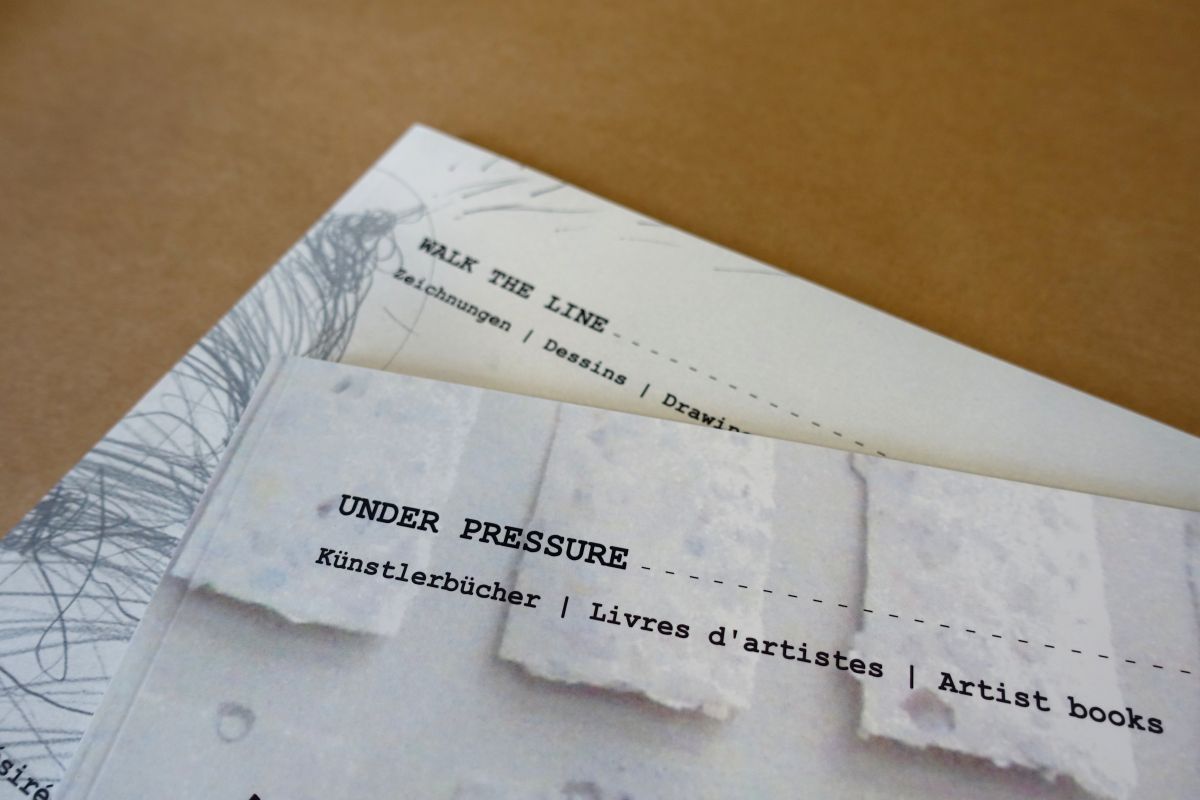 WALK THE LINE
Zeichnungen | Dessins |
UNDER PRESSURE
Künstlerbücher | Livres d'artistes | Artist books